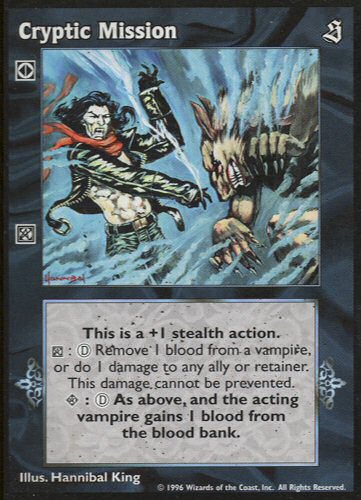 Cryptic Mission
HANNIBAL
This is a +1 stealth action.
: D Remove 1 blood from a vampire,
or do 1 damage to any ally or retainer.
This damage cannot be prevented.
: D As above, and the acting
vampire gains 1 blood from
the blood bank.
Illus. Hannibal King
© 1996 Wizards of the Coast, Inc. All Rights Reserved.